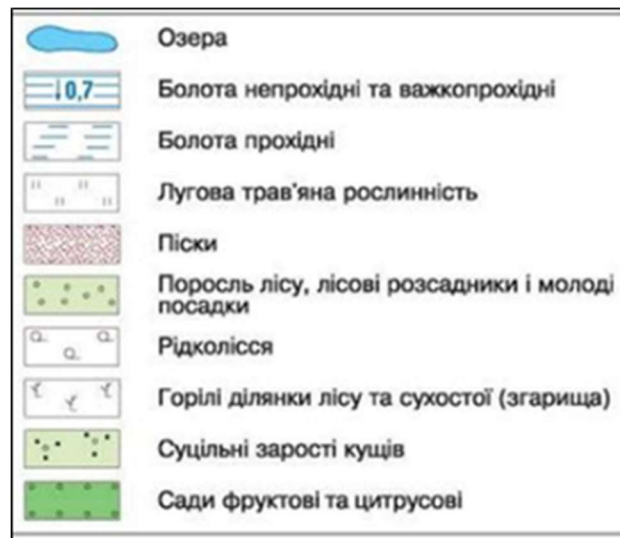 Озера
↓0,7
Болота непрохідні та важкопрохідні
Болота прохідні
Лугова трав'яна рослинність
Піски
Поросль лісу, лісові розсадники і молоді
посадки
Рідколісся
Горілі ділянки лісу та сухостої (згарища)
Суцільні зарості кущів
Сади фруктові та цитрусові